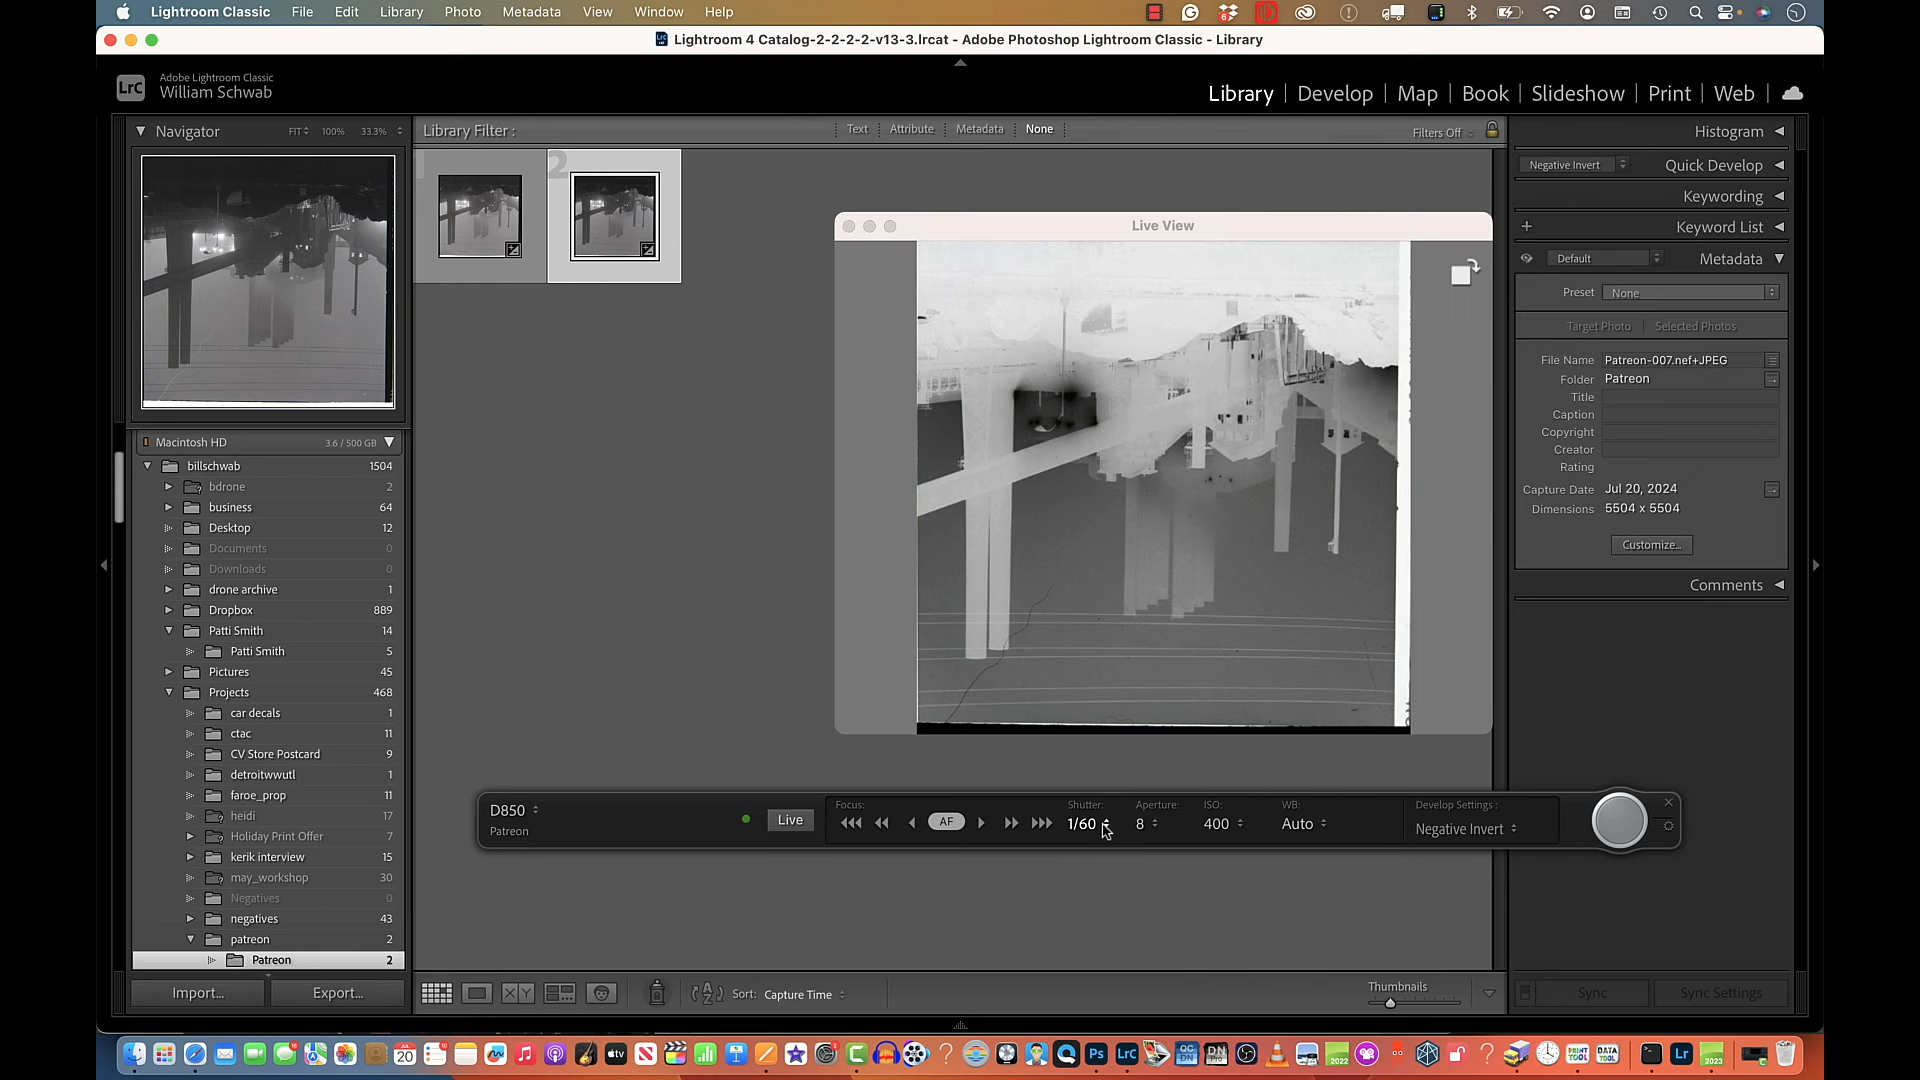 Lightroom Classic File Edit Library Photo Metadata View Window Help
Lightroom 4 Catalog-2-2-2-2-v13-3.lrcat - Adobe Photoshop Lightroom Classic - Library
LrC
Adobe Lightroom Classic
William Schwab
Library | Develop | Map | Book | Slideshow | Print | Web
Navigator FIT 100% 33.3%
Library Filter : Text Attribute Metadata None Filters Off
Histogram
Negative Invert Quick Develop
Keywording
Keyword List
Default Metadata
Preset None
Target Photo Selected Photos
File Name Patreon-007.nef+JPEG
Folder Patreon
Title
Caption
Copyright
Creator
Rating
Capture Date Jul 20, 2024
Dimensions 5504 x 5504
Customize...
Comments
1
2
Live View
Macintosh HD 3.6 / 500 GB
billschwab 1504
bdrone 2
business 64
Desktop 12
Documents 0
Downloads 0
drone archive 1
Dropbox 889
Patti Smith 14
Patti Smith 5
Pictures 45
Projects 468
car decals 1
ctac 11
CV Store Postcard 9
detroitwwutl 1
faroe_prop 11
heidi 17
Holiday Print Offer 7
kerik interview 15
may_workshop 30
Negatives 0
negatives 43
patreon 2
Patreon 2
D850
Patreon
Live
Focus: Shutter: Aperture: ISO: WB: Develop Settings :
AF 1/60 8 400 Auto Negative Invert
Import... Export...
Sort: Capture Time
Thumbnails
Sync Sync Settings